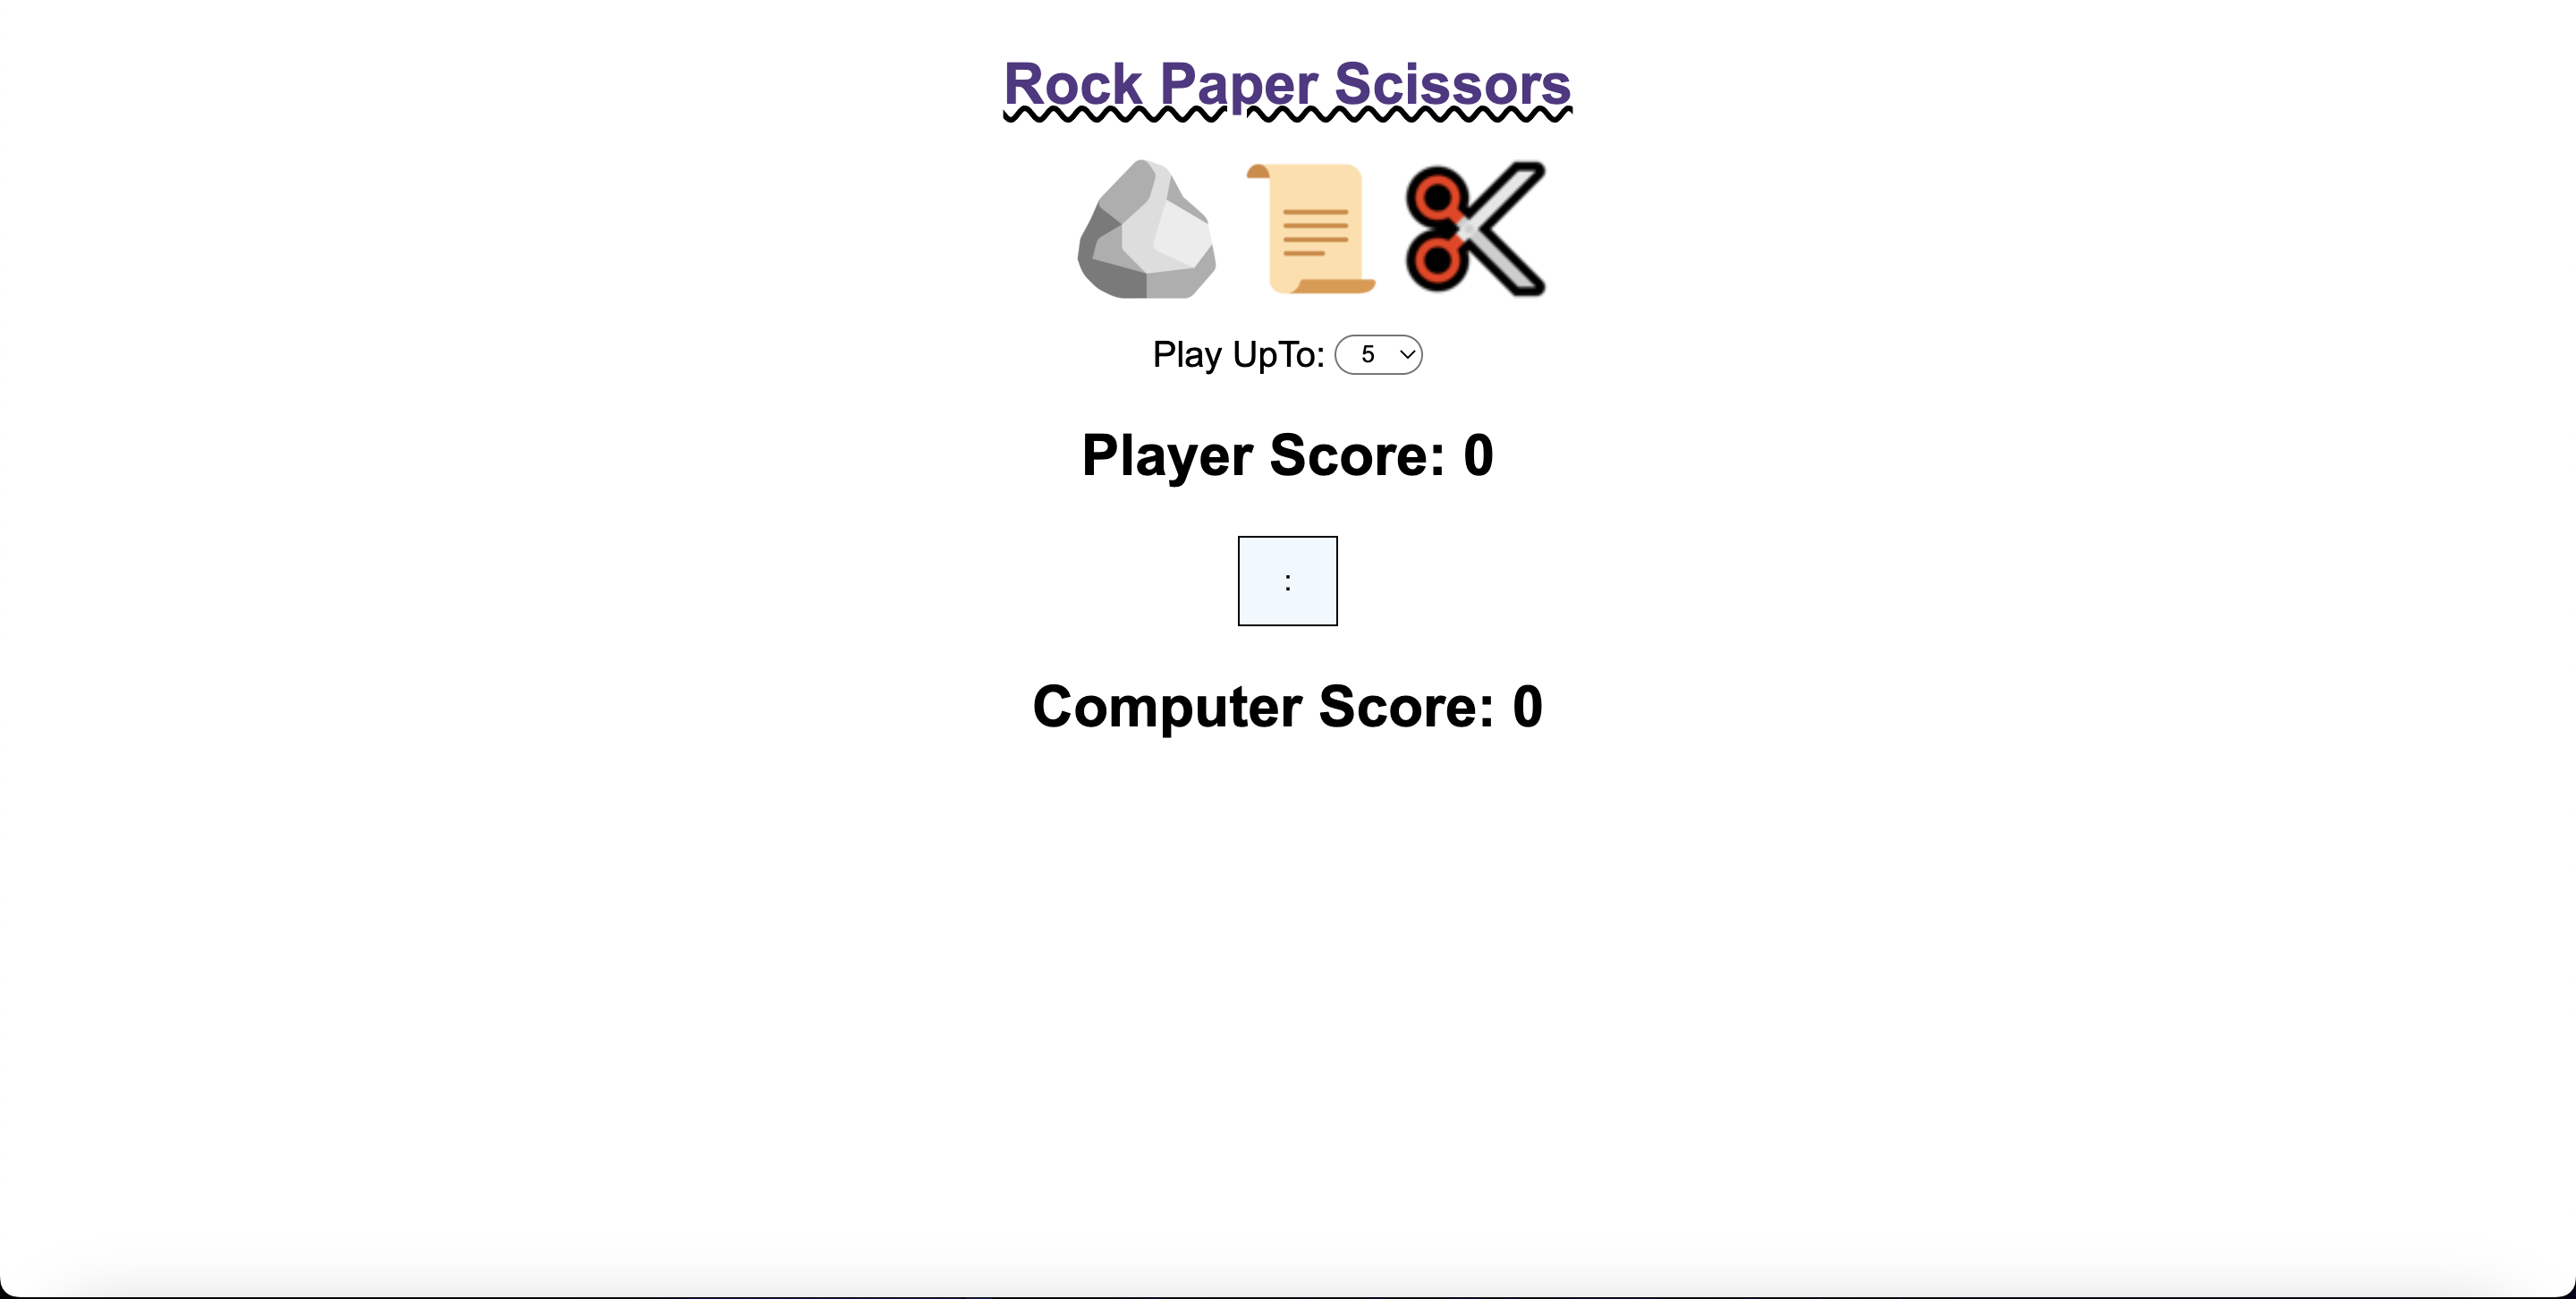 Rock Paper Scissors
Play UpTo: 5
Player Score: 0
:
Computer Score: 0